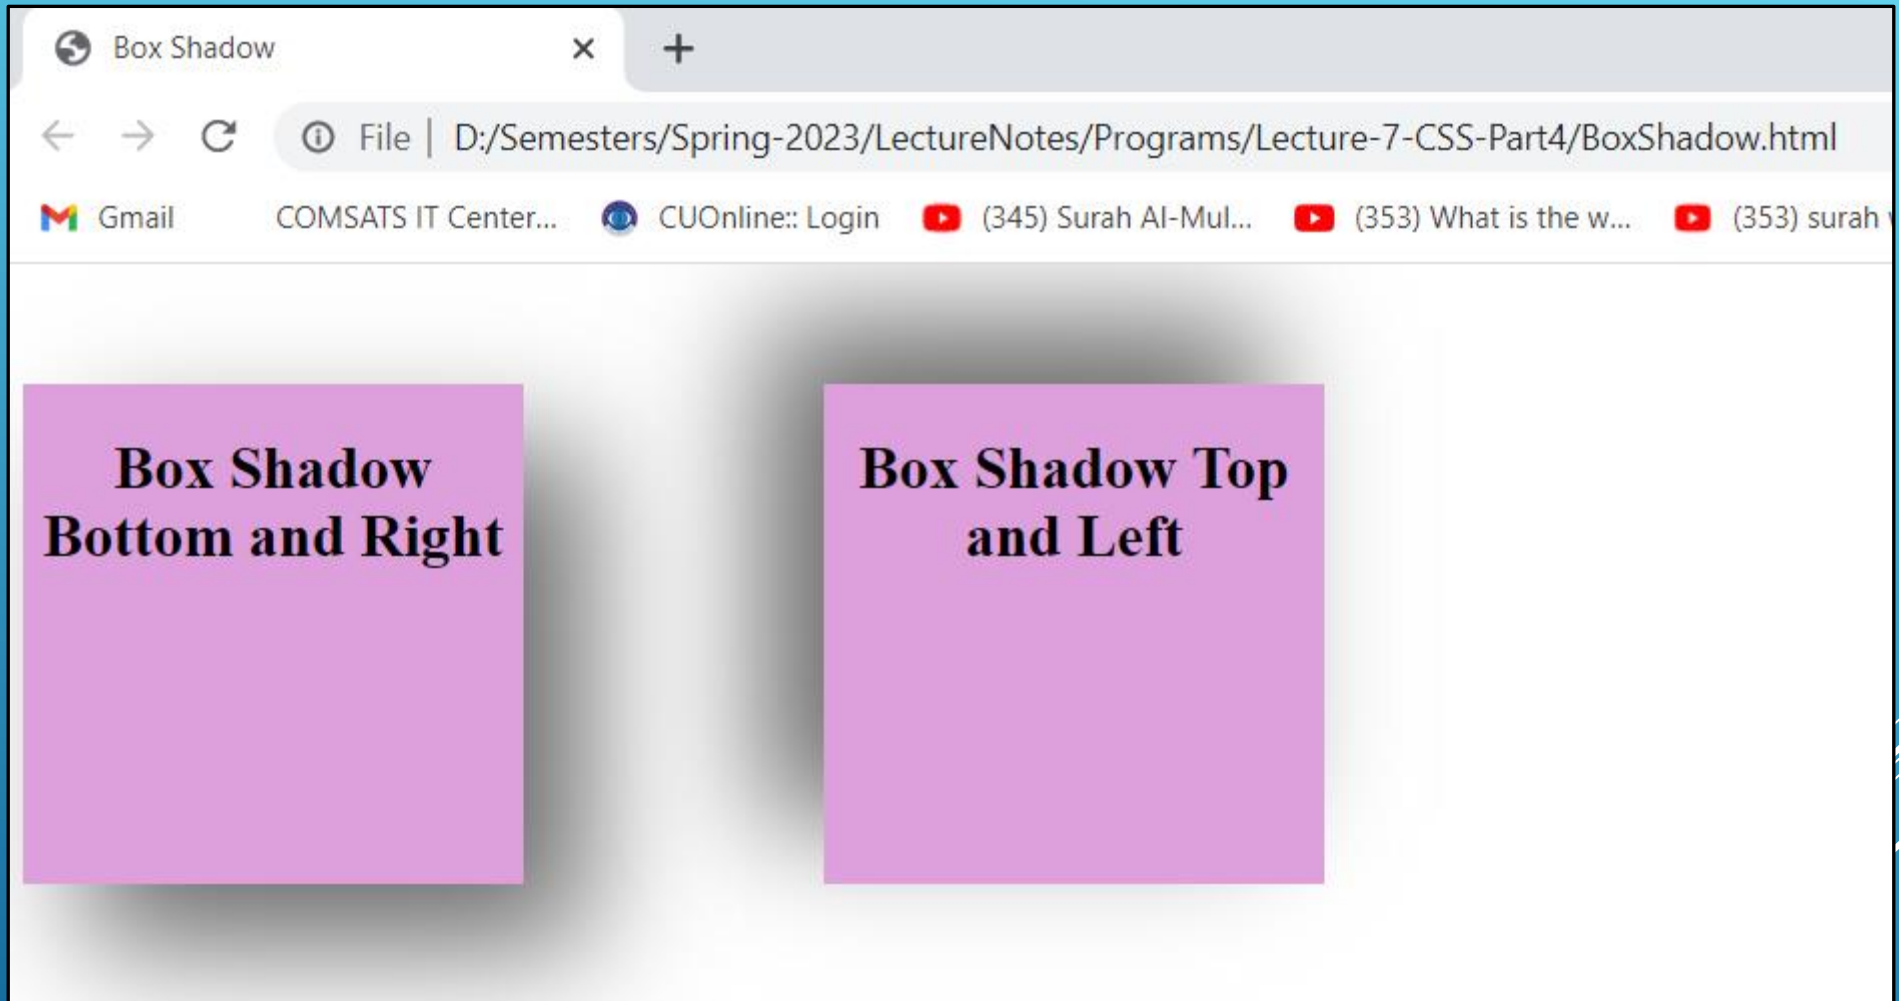 Box Shadow
File | D:/Semesters/Spring-2023/LectureNotes/Programs/Lecture-7-CSS-Part4/BoxShadow.html
Gmail COMSATS IT Center... CUOnline:: Login (345) Surah Al-Mul... (353) What is the w... (353) surah
Box Shadow
Bottom and Right
Box Shadow Top
and Left